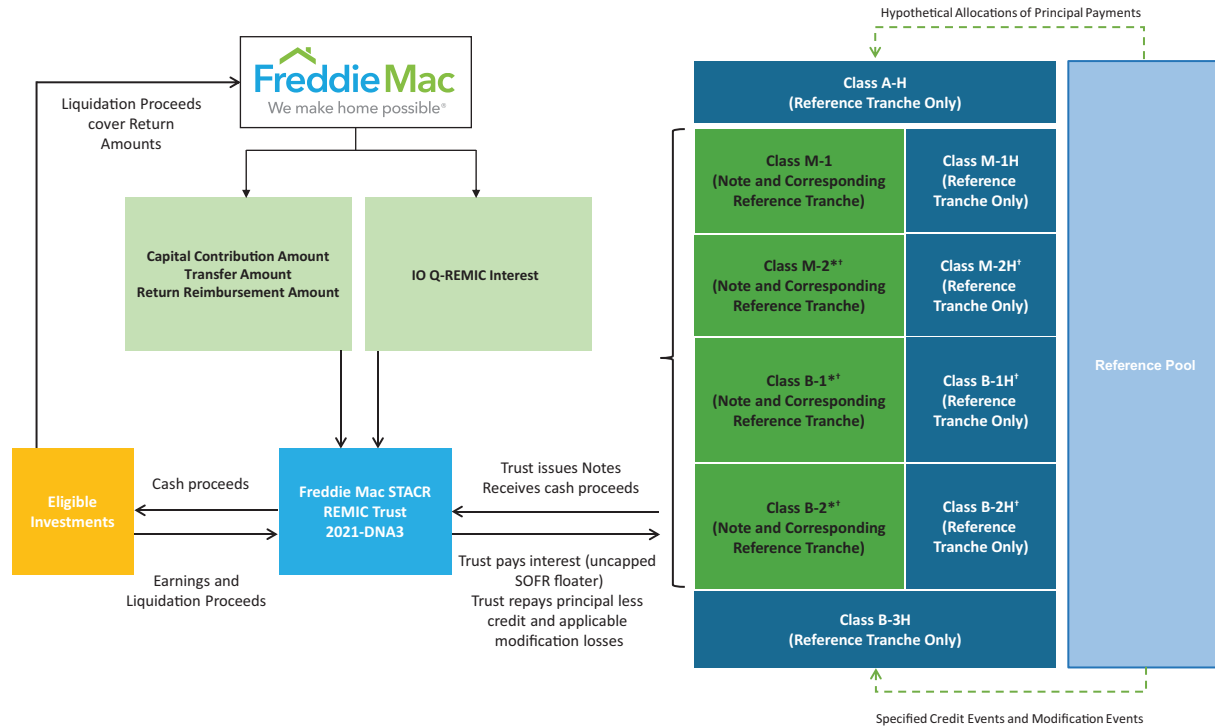 Hypothetical Allocations of Principal Payments
Freddie Mac
We make home possible®
Liquidation Proceeds
cover Return
Amounts
Capital Contribution Amount
Transfer Amount
Return Reimbursement Amount
IO Q-REMIC Interest
Eligible
Investments
Cash proceeds
Earnings and
Liquidation Proceeds
Freddie Mac STACR
REMIC Trust
2021-DNA3
Trust issues Notes
Receives cash proceeds
Trust pays interest (uncapped
SOFR floater)
Trust repays principal less
credit and applicable
modification losses
Class A-H
(Reference Tranche Only)
Class M-1
(Note and Corresponding
Reference Tranche)
Class M-1H
(Reference
Tranche Only)
Class M-2*†
(Note and Corresponding
Reference Tranche)
Class M-2H†
(Reference
Tranche Only)
Class B-1*†
(Note and Corresponding
Reference Tranche)
Class B-1H†
(Reference
Tranche Only)
Class B-2*†
(Note and Corresponding
Reference Tranche)
Class B-2H†
(Reference
Tranche Only)
Class B-3H
(Reference Tranche Only)
Reference Pool
Specified Credit Events and Modification Events